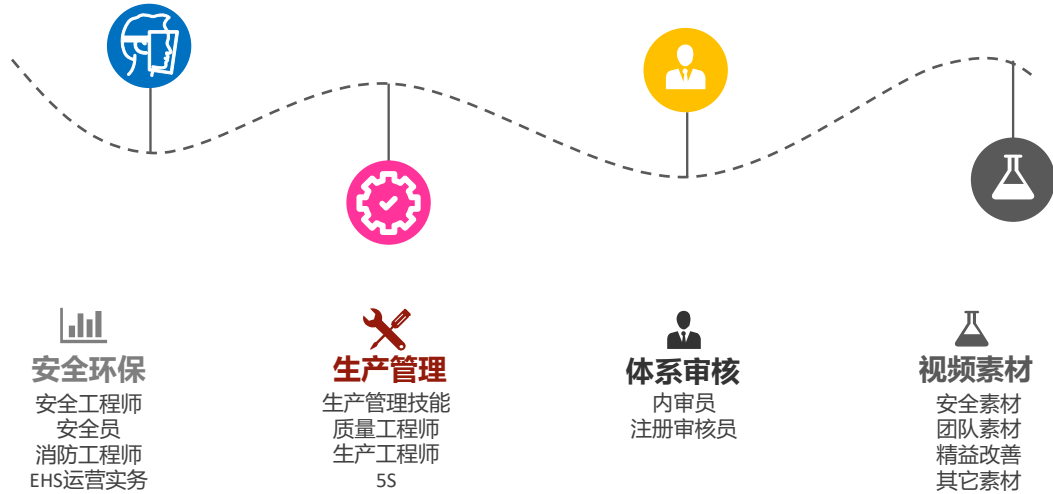 安全环保
安全工程师
安全员
消防工程师
EHS运营实务
生产管理
生产管理技能
质量工程师
生产工程师
5S
体系审核
内审员
注册审核员
视频素材
安全素材
团队素材
精益改善
其它素材